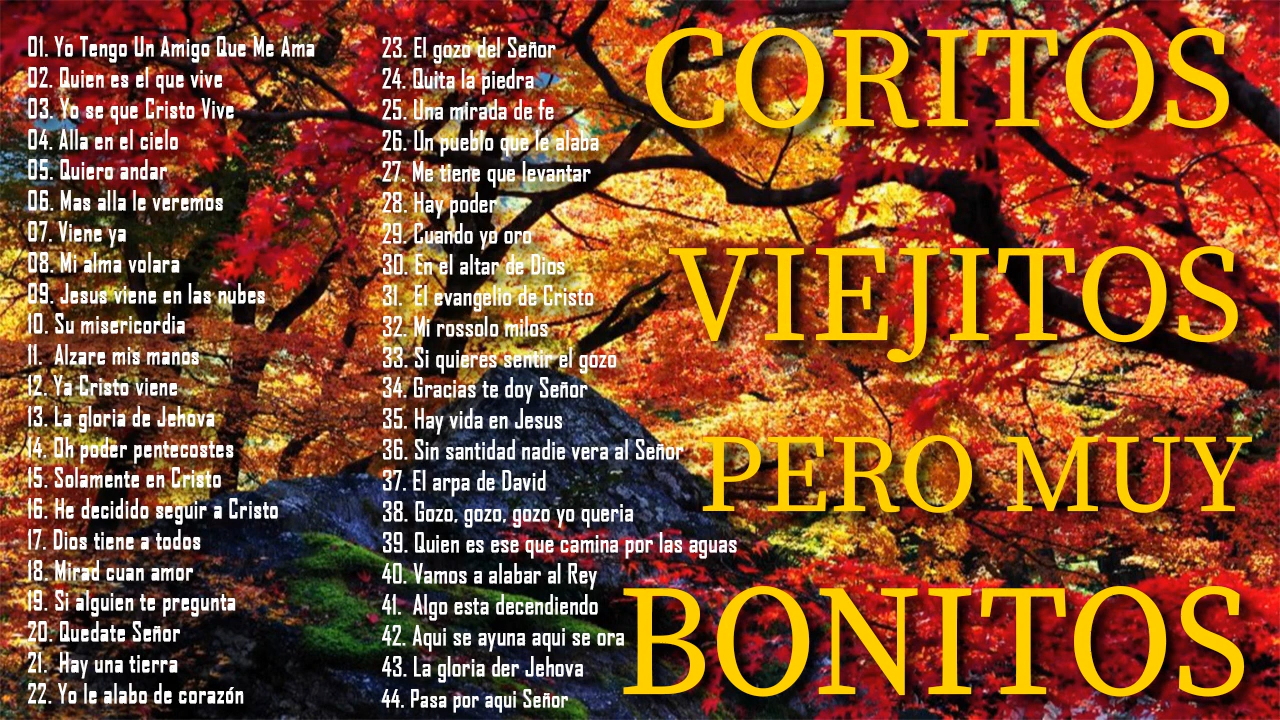 01. Yo Tengo Un Amigo Que Me Ama
02. Quien es el que vive
03. Yo se que Cristo Vive
04. Alla en el cielo
05. Quiero andar
06. Mas alla le veremos
07. Viene ya
08. Mi alma volara
09. Jesus viene en las nubes
10. Su misericordia
11. Alzare mis manos
12. Ya Cristo viene
13. La gloria de Jehova
14. Oh poder pentecostes
15. Solamente en Cristo
16. He decidido seguir a Cristo
17. Dios tiene a todos
18. Mirad cuan amor
19. Si alguien te pregunta
20. Quedate Señor
21. Hay una tierra
22. Yo le alabo de corazón
23. El gozo del Señor
24. Quita la piedra
25. Una mirada de fe
26. Un pueblo que le alaba
27. Me tiene que levantar
28. Hay poder
29. Cuando yo oro
30. En el altar de Dios
31. El evangelio de Cristo
32. Mi rossolo milos
33. Si quieres sentir el gozo
34. Gracias te doy Señor
35. Hay vida en Jesus
36. Sin santidad nadie vera al Señor
37. El arpa de David
38. Gozo, gozo, gozo yo queria
39. Quien es ese que camina por las aguas
40. Vamos a alabar al Rey
41. Algo esta decendiendo
42. Aqui se ayuna aqui se ora
43. La gloria der Jehova
44. Pasa por aqui Señor
CORITOS
VIEJITOS
PERO MUY
BONITOS